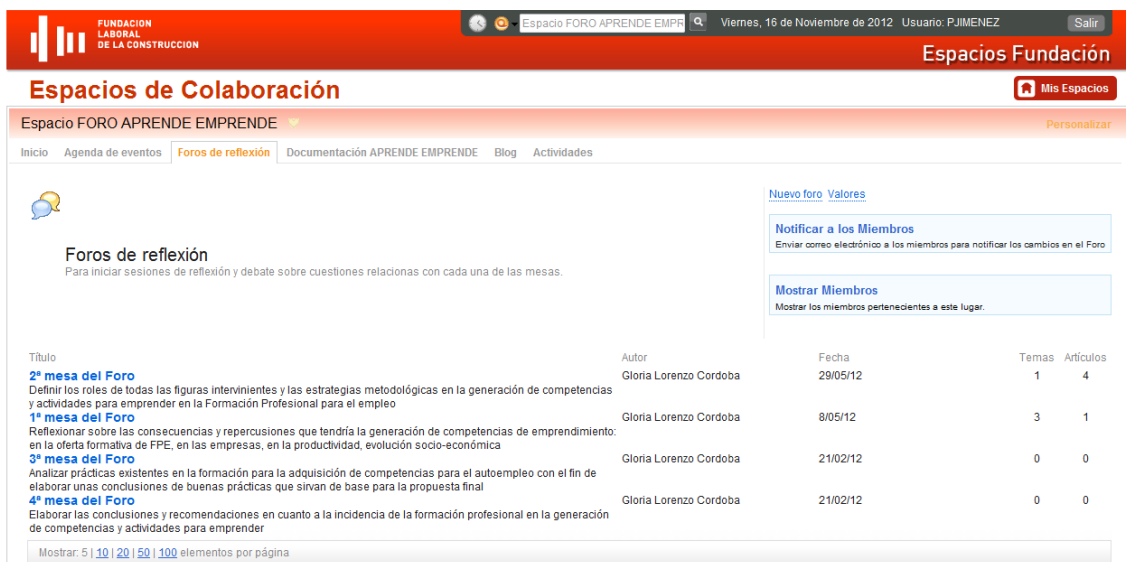 FUNDACION
LABORAL
DE LA CONSTRUCCION
Espacio FORO APRENDE EMPR
Viernes, 16 de Noviembre de 2012 Usuario: PJIMENEZ
Salir
Espacios Fundación
Espacios de Colaboración
Mis Espacios
Espacio FORO APRENDE EMPRENDE
Personalizar
Inicio Agenda de eventos Foros de reflexión Documentación APRENDE EMPRENDE Blog Actividades
Nuevo foro Valores
Notificar a los Miembros
Enviar correo electrónico a los miembros para notificar los cambios en el Foro
Foros de reflexión
Para iniciar sesiones de reflexión y debate sobre cuestiones relacionas con cada una de las mesas.
Mostrar Miembros
Mostrar los miembros pertenecientes a este lugar.
Título Autor Fecha Temas Artículos
2ª mesa del Foro Gloria Lorenzo Cordoba 29/05/12 1 4
Definir los roles de todas las figuras intervinientes y las estrategias metodológicas en la generación de competencias
y actividades para emprender en la Formación Profesional para el empleo
1ª mesa del Foro Gloria Lorenzo Cordoba 8/05/12 3 1
Reflexionar sobre las consecuencias y repercusiones que tendría la generación de competencias de emprendimiento:
en la oferta formativa de FPE, en las empresas, en la productividad, evolución socio-económica
3ª mesa del Foro Gloria Lorenzo Cordoba 21/02/12 0 0
Analizar prácticas existentes en la formación para la adquisición de competencias para el autoempleo con el fin de
elaborar unas conclusiones de buenas prácticas que sirvan de base para la propuesta final
4ª mesa del Foro Gloria Lorenzo Cordoba 21/02/12 0 0
Elaborar las conclusiones y recomendaciones en cuanto a la incidencia de la formación profesional en la generación
de competencias y actividades para emprender
Mostrar: 5 | 10 | 20 | 50 | 100 elementos por página